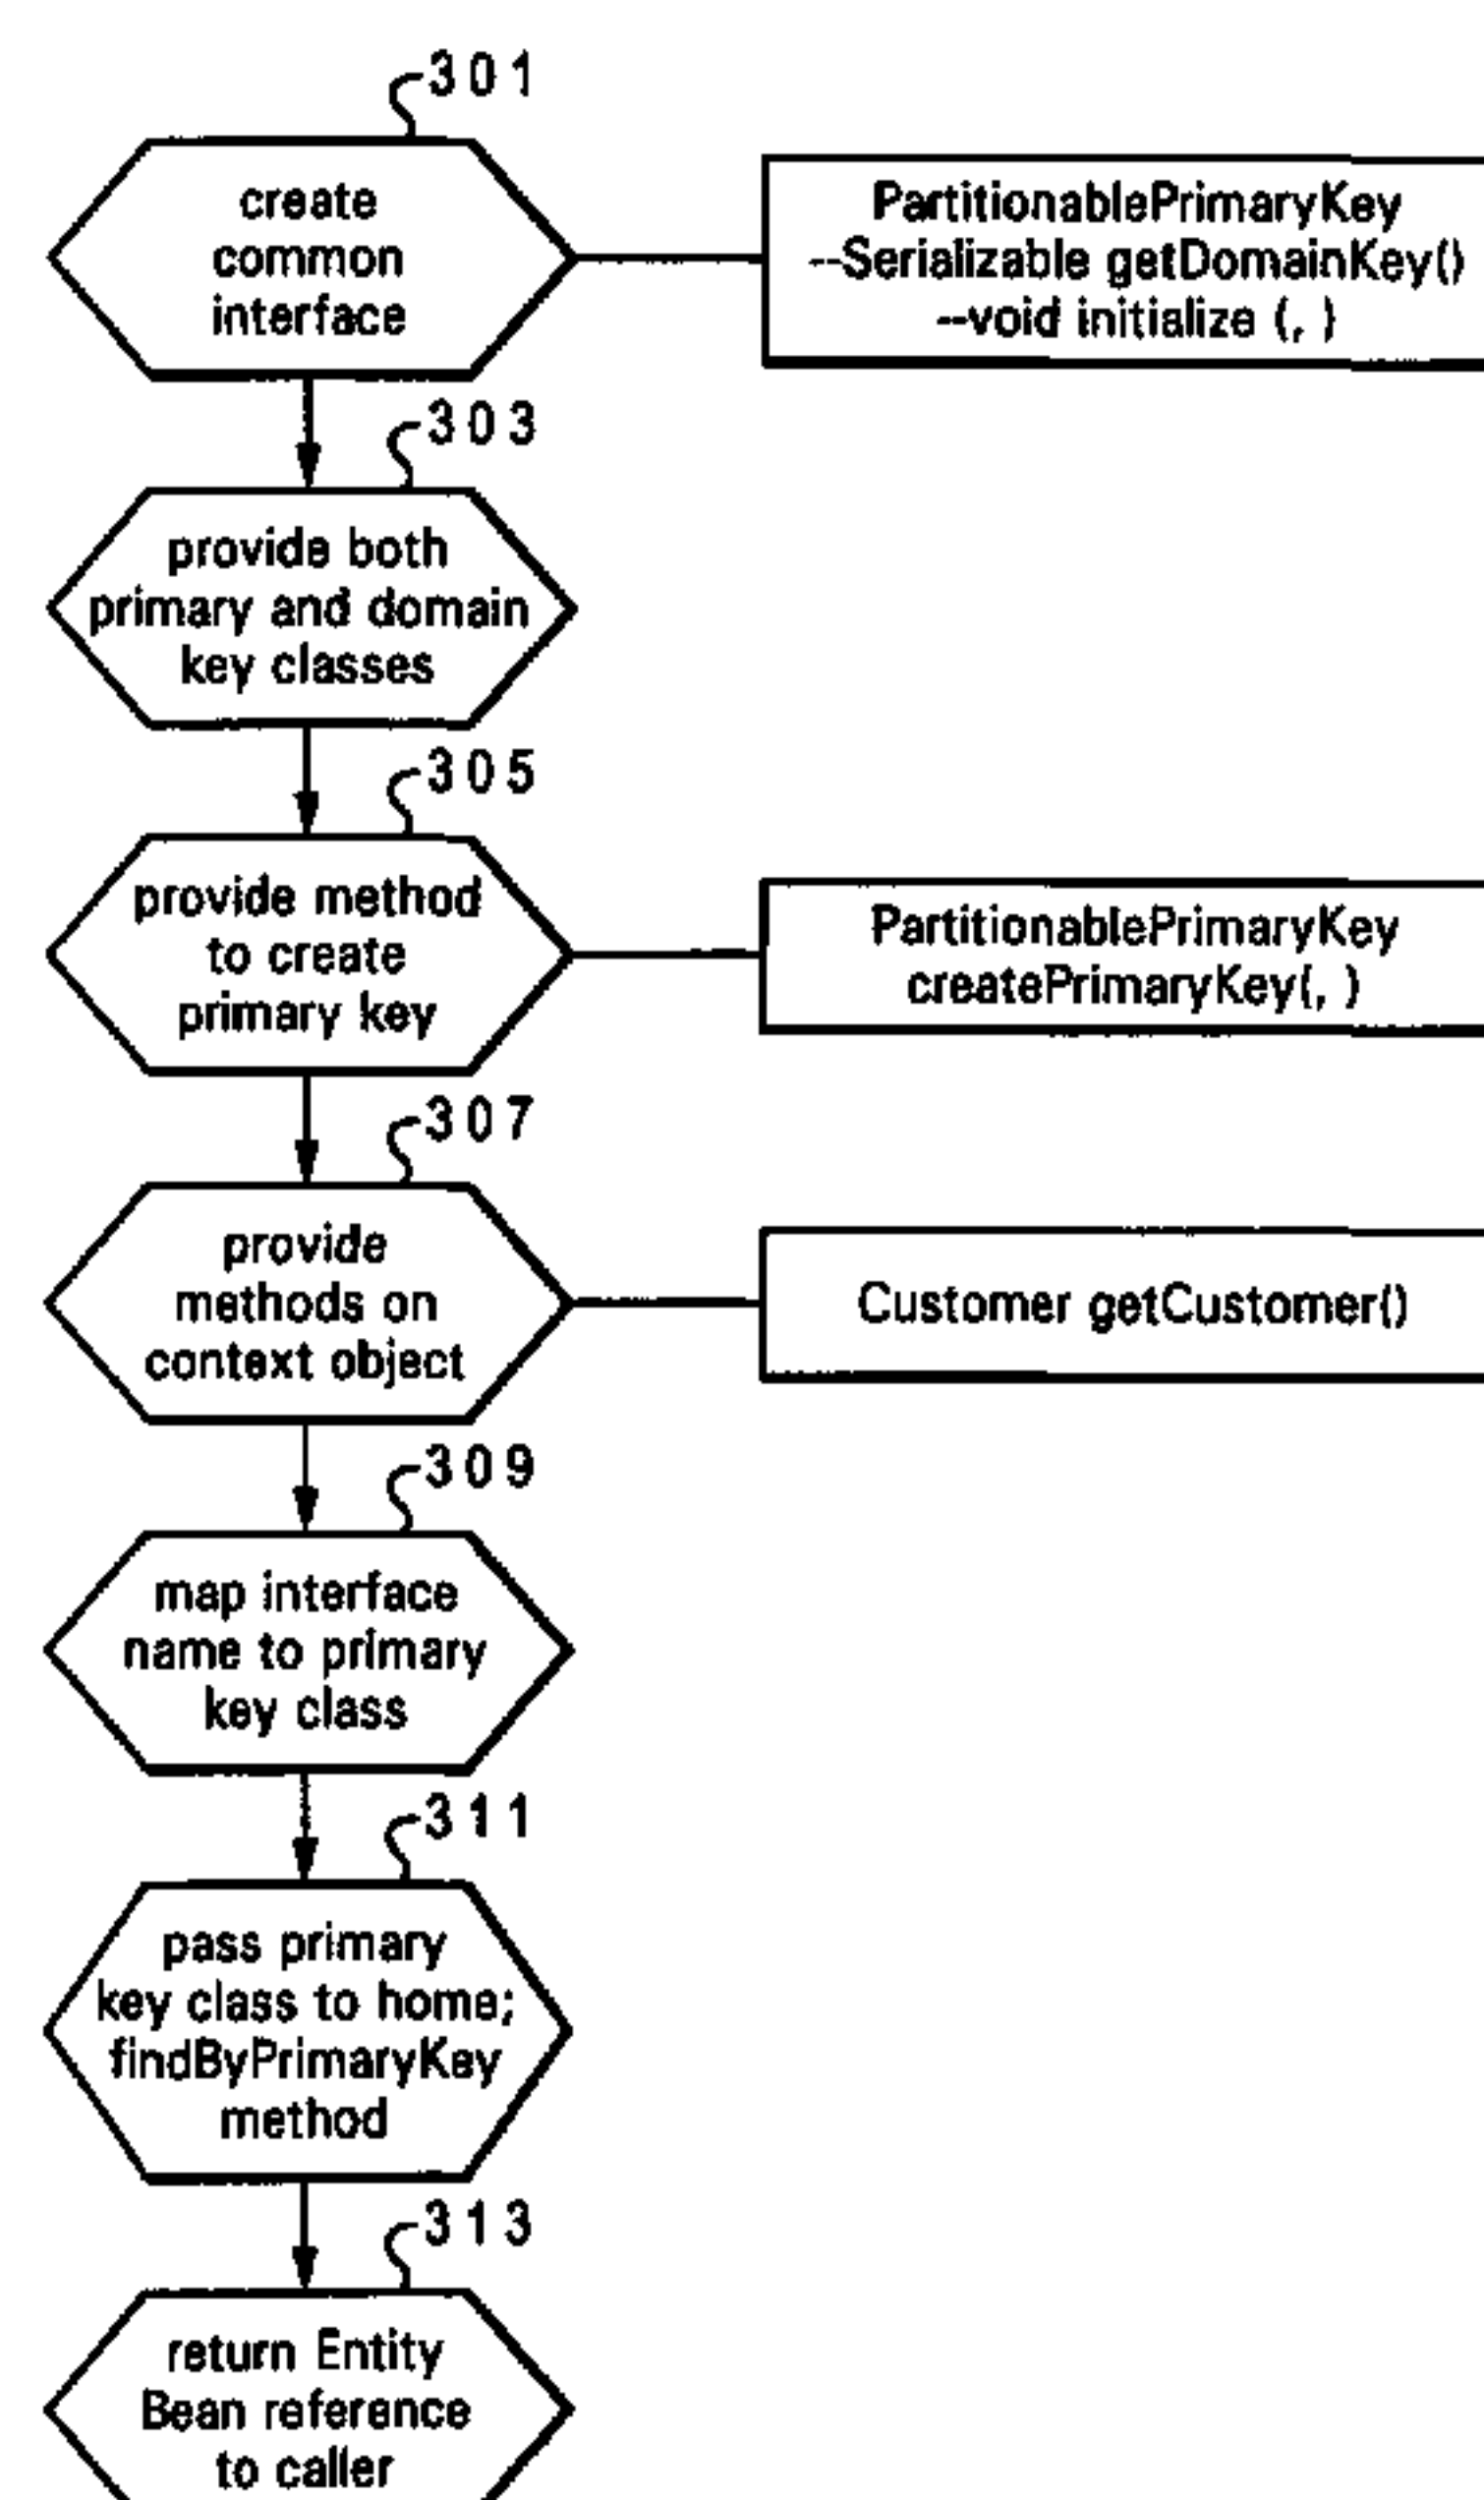 301
create
common
interface
PartitionablePrimaryKey
--Serializable getDomainKey()
--void initialize (, )
303
provide both
primary and domain
key classes
305
provide method
to create
primary key
PartitionablePrimaryKey
createPrimaryKey(, )
307
provide
methods on
context object
Customer getCustomer()
309
map interface
name to primary
key class
311
pass primary
key class to home;
findByPrimaryKey
method
313
return Entity
Bean reference
to caller